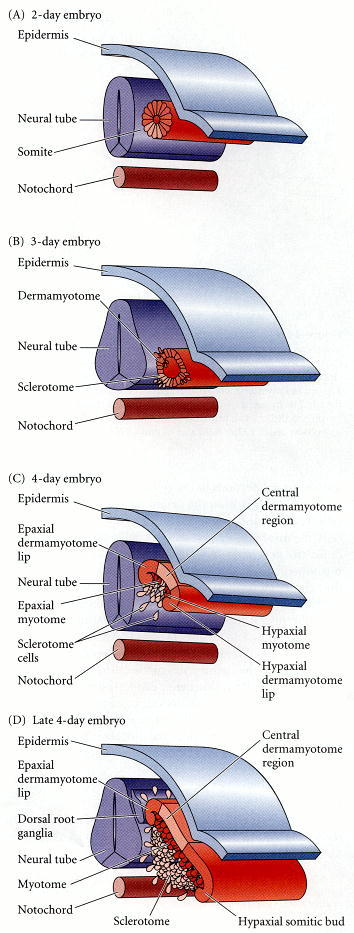 (A) 2-day embryo
Epidermis
Neural tube
Somite
Notochord
(B) 3-day embryo
Epidermis
Dermamyotome
Neural tube
Sclerotome
Notochord
(C) 4-day embryo
Epidermis
Central
dermamyotome
region
Epaxial
dermamyotome
lip
Neural tube
Epaxial
myotome
Sclerotome
cells
Notochord
Hypaxial
myotome
Hypaxial
dermamyotome
lip
(D) Late 4-day embryo
Epidermis
Central
dermamyotome
region
Epaxial
dermamyotome
lip
Dorsal root
ganglia
Neural tube
Myotome
Notochord
Sclerotome
Hypaxial somitic bud